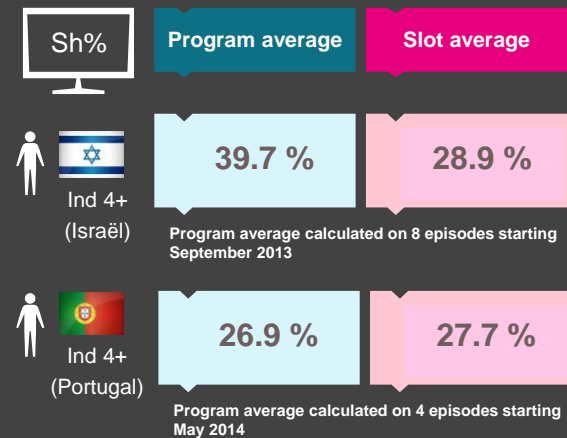 Sh%
Program average
Slot average
39.7 %
28.9 %
Ind 4+
(Israël)
Program average calculated on 8 episodes starting
September 2013
26.9 %
27.7 %
Ind 4+
(Portugal)
Program average calculated on 4 episodes starting
May 2014